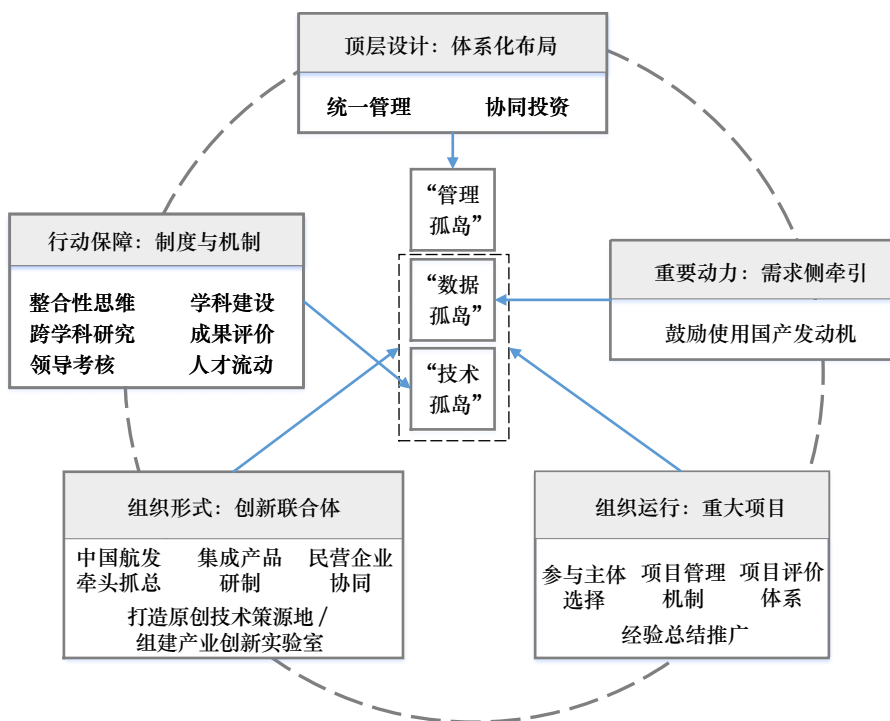 顶层设计：体系化布局
统一管理 协同投资
“管理
孤岛”
行动保障：制度与机制
整合性思维 学科建设
跨学科研究 成果评价
领导考核 人才流动
“数据
孤岛”
“技术
孤岛”
重要动力：需求侧牵引
鼓励使用国产发动机
组织形式：创新联合体
中国航发
牵头抓总
集成产品
研制
民营企业
协同
打造原创技术策源地 /
组建产业创新实验室
组织运行：重大项目
参与主体
选择
项目管理
机制
项目评价
体系
经验总结推广